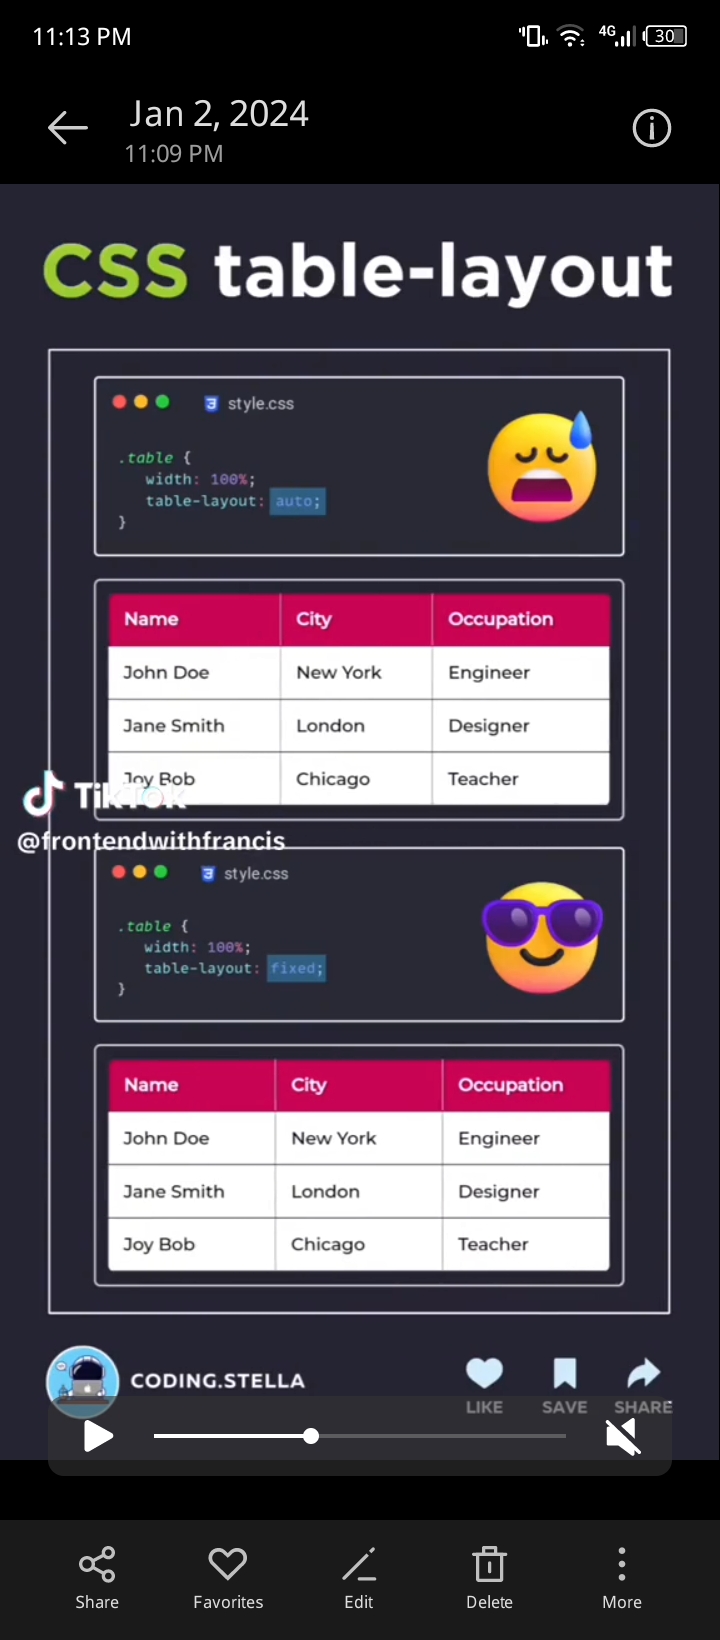 11:13 PM
4G
30
Jan 2, 2024
11:09 PM
CSS table-layout
style.css
.table {
width: 100%;
table-layout: auto;
}
Name City Occupation
John Doe New York Engineer
Jane Smith London Designer
Joy Bob Chicago Teacher
TikTok
@frontendwithfrancis
style.css
.table {
width: 100%;
table-layout: fixed;
}
Name City Occupation
John Doe New York Engineer
Jane Smith London Designer
Joy Bob Chicago Teacher
CODING.STELLA
LIKE SAVE SHARE
Share Favorites Edit Delete More